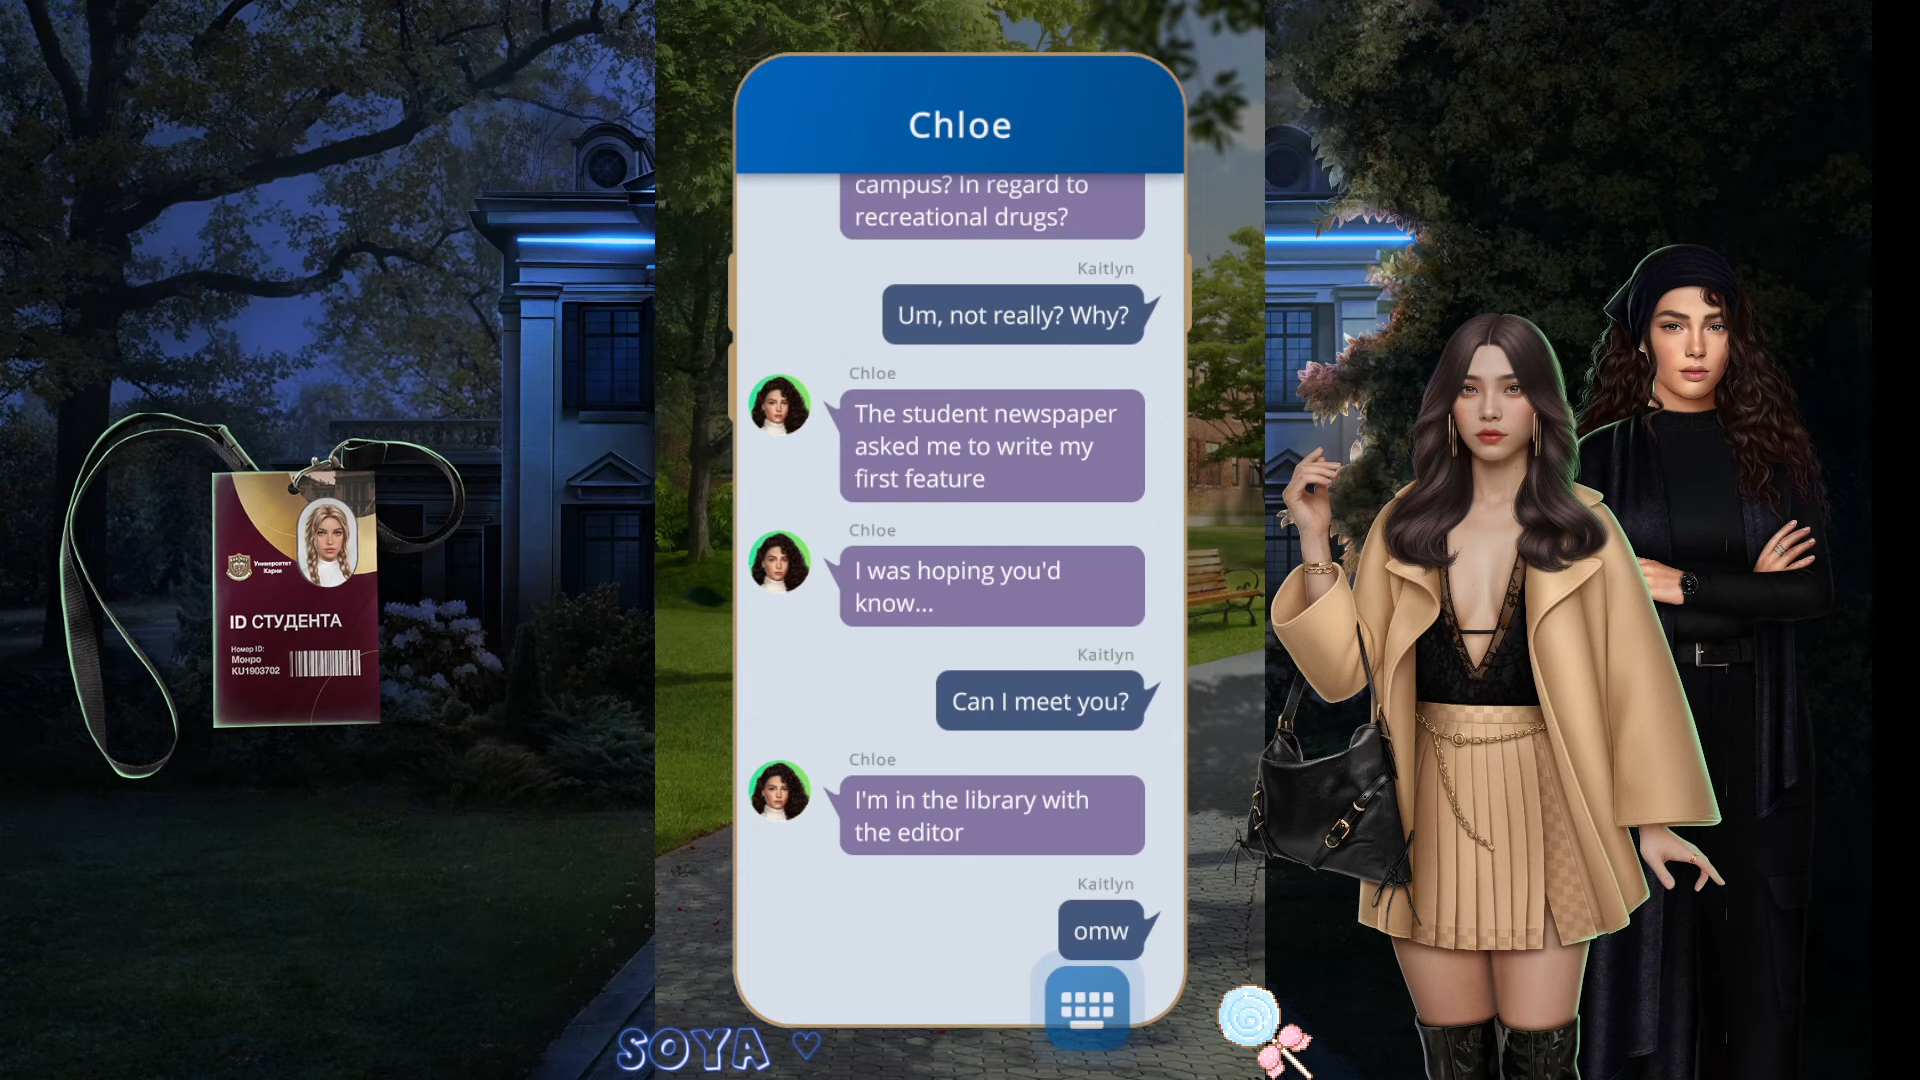 Chloe
campus? In regard to
recreational drugs?
Kaitlyn
Um, not really? Why?
Chloe
The student newspaper
asked me to write my
first feature
Chloe
I was hoping you'd
know...
Kaitlyn
Can I meet you?
Chloe
I'm in the library with
the editor
Kaitlyn
omw
Университет
Карни
ID СТУДЕНТА
Номер ID:
Монро
KU1903702
SOYA ♡